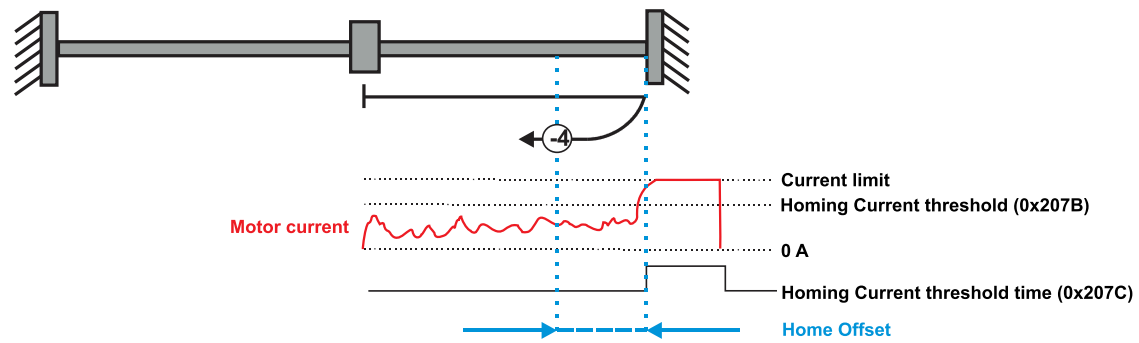 -4
Current limit
Homing Current threshold (0x207B)
Motor current
0 A
Homing Current threshold time (0x207C)
Home Offset